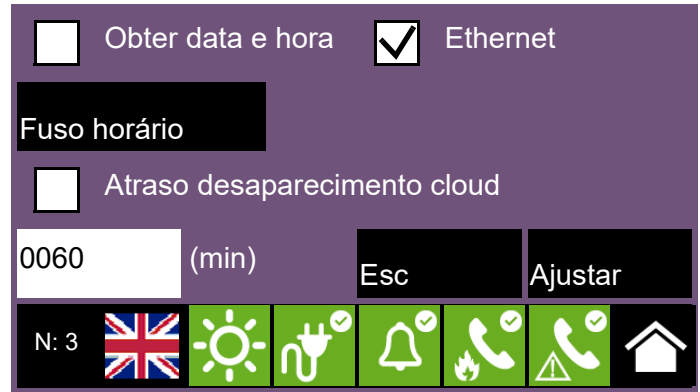 Obter data e hora Ethernet
Fuso horário
Atraso desaparecimento cloud
0060 (min) Esc Ajustar
N: 3